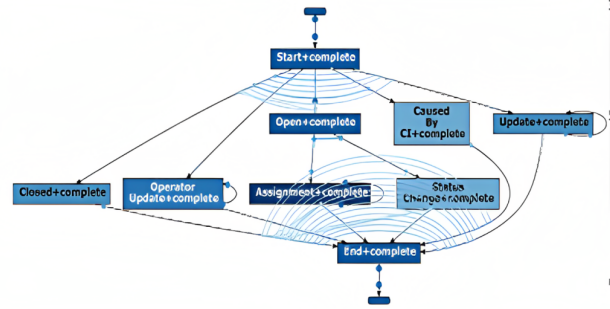 Start+complete
Open+complete
Caused
By
CI+complete
Update+complete
Closed+complete
Operator
Update+complete
Assignment+complete
Status
Change+complete
End+complete